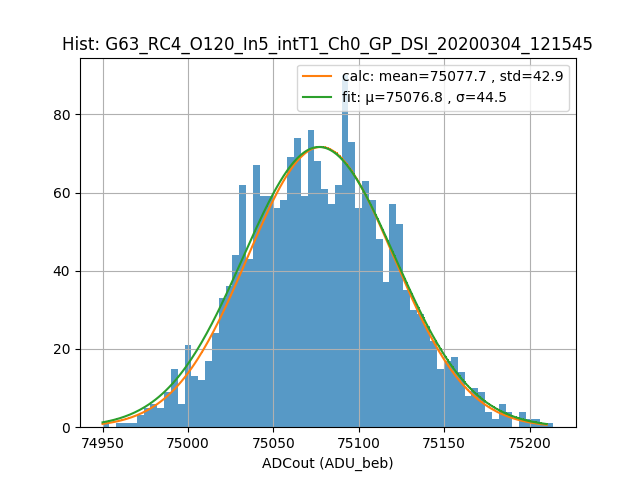 Hist: G63_RC4_O120_In5_intT1_Ch0_GP_DSI_20200304_121545
calc: mean=75077.7 , std=42.9
fit: μ=75076.8 , σ=44.5
80
60
40
20
0
74950 75000 75050 75100 75150 75200
ADCout (ADU_beb)